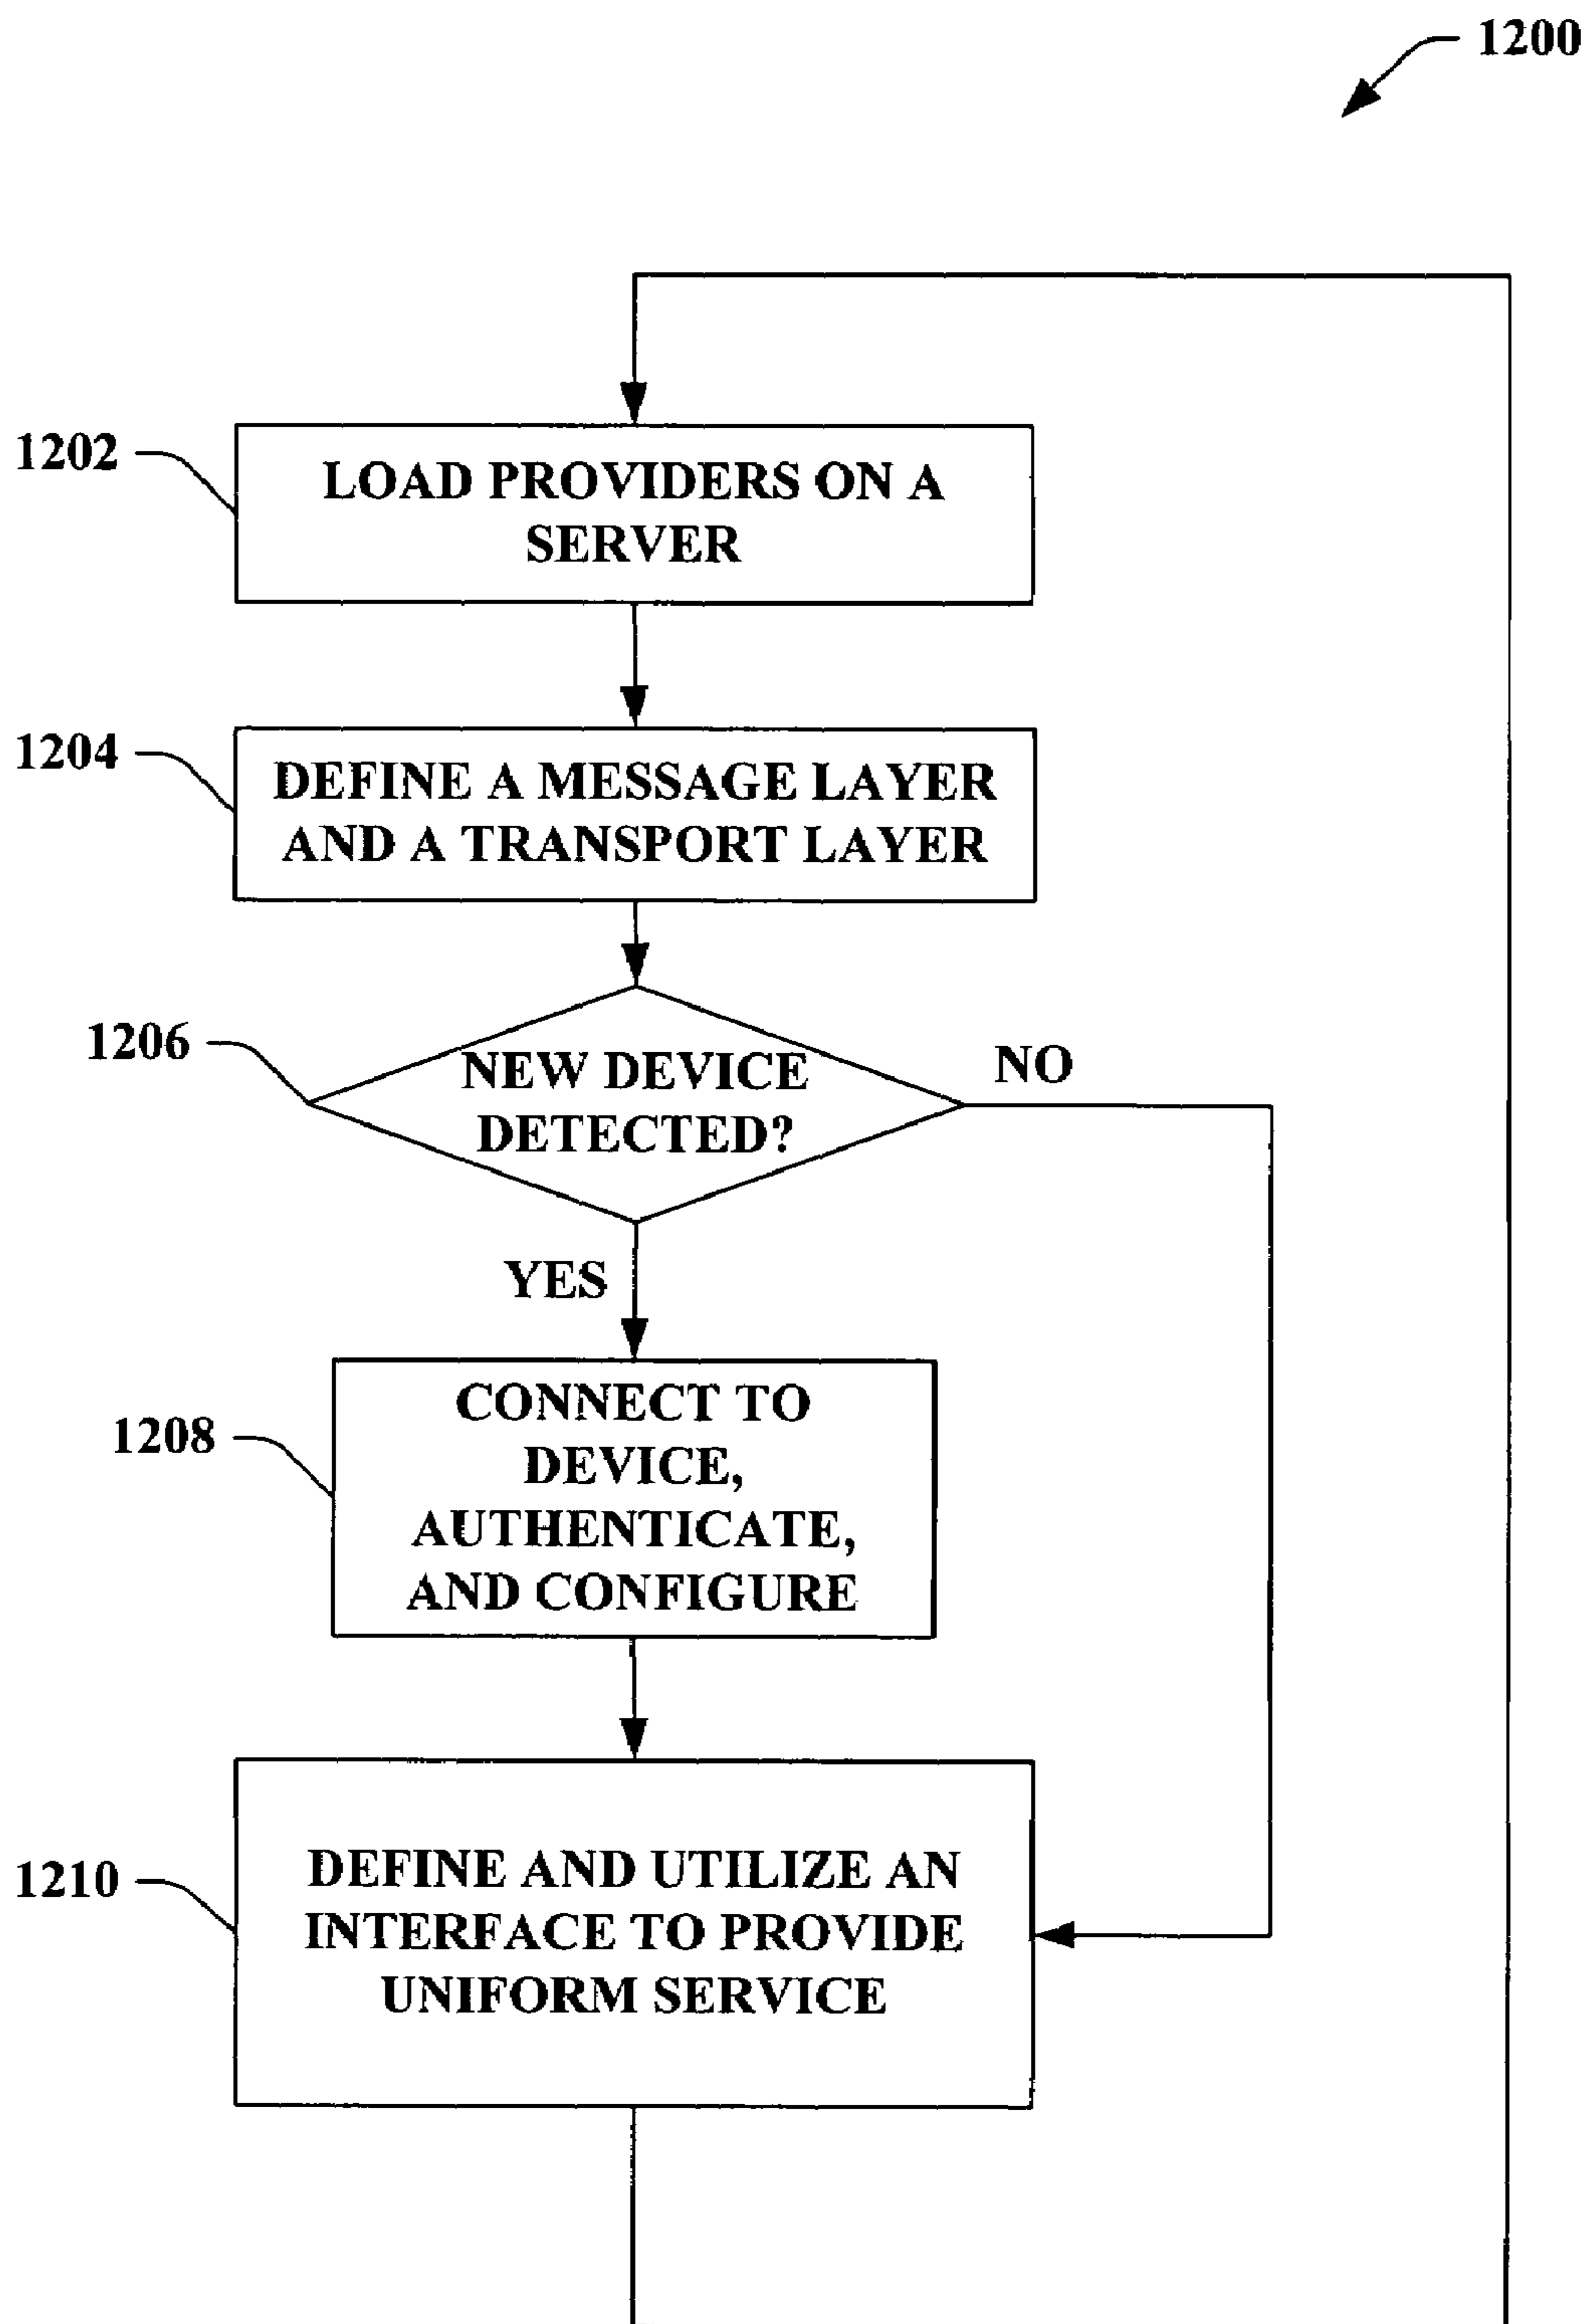 1200
1202
LOAD PROVIDERS ON A
SERVER
1204
DEFINE A MESSAGE LAYER
AND A TRANSPORT LAYER
1206
NEW DEVICE
DETECTED?
NO
YES
1208
CONNECT TO
DEVICE,
AUTHENTICATE,
AND CONFIGURE
1210
DEFINE AND UTILIZE AN
INTERFACE TO PROVIDE
UNIFORM SERVICE